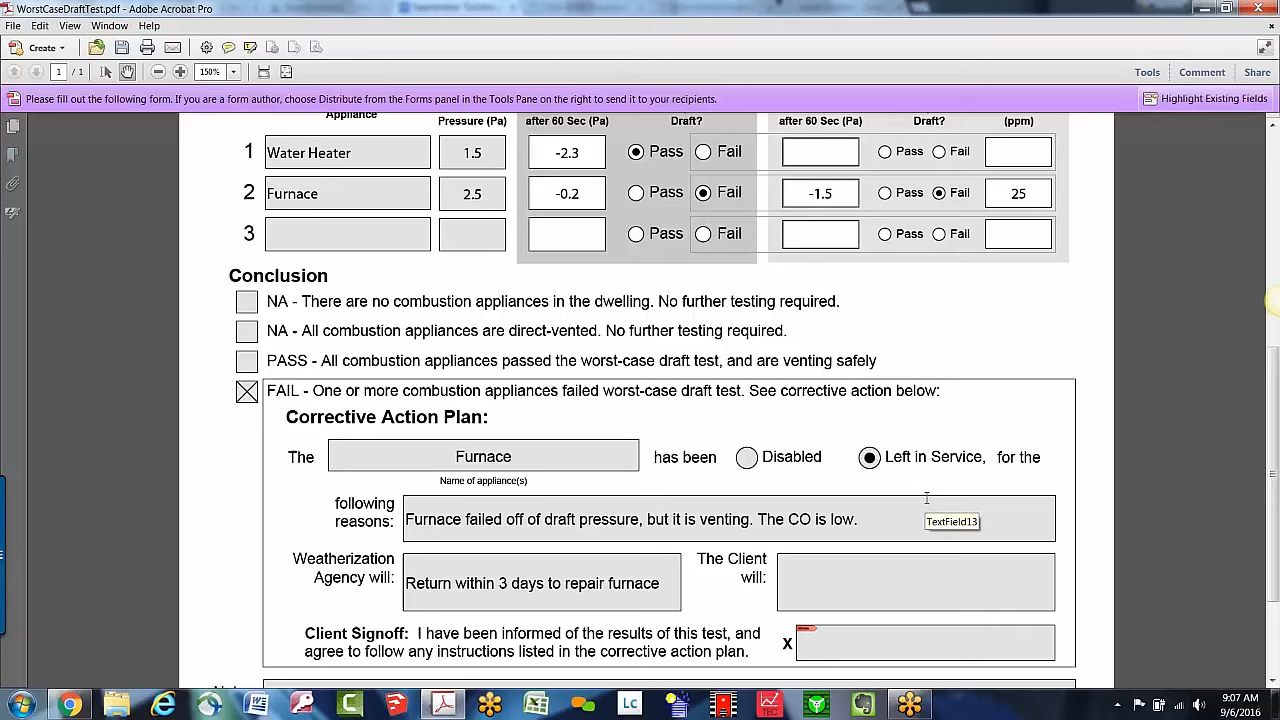 WorstCaseDraftTest.pdf - Adobe Acrobat Pro
File Edit View Window Help
Create
1 / 1 150% Tools Comment Share
Please fill out the following form. If you are a form author, choose Distribute from the Forms panel in the Tools Pane on the right to send it to your recipients. Highlight Existing Fields
Appliance Pressure (Pa) after 60 Sec (Pa) Draft? after 60 Sec (Pa) Draft? (ppm)
1 Water Heater 1.5 -2.3 Pass Fail Pass Fail
2 Furnace 2.5 -0.2 Pass Fail -1.5 Pass Fail 25
3 Pass Fail Pass Fail
Conclusion
NA - There are no combustion appliances in the dwelling. No further testing required.
NA - All combustion appliances are direct-vented. No further testing required.
PASS - All combustion appliances passed the worst-case draft test, and are venting safely
FAIL - One or more combustion appliances failed worst-case draft test. See corrective action below:
Corrective Action Plan:
The Furnace has been Disabled Left in Service, for the
Name of appliance(s)
following
reasons: Furnace failed off of draft pressure, but it is venting. The CO is low.
TextField13
Weatherization
Agency will: Return within 3 days to repair furnace
The Client
will:
Client Signoff: I have been informed of the results of this test, and
agree to follow any instructions listed in the corrective action plan.
X
LC
9:07 AM
9/6/2016